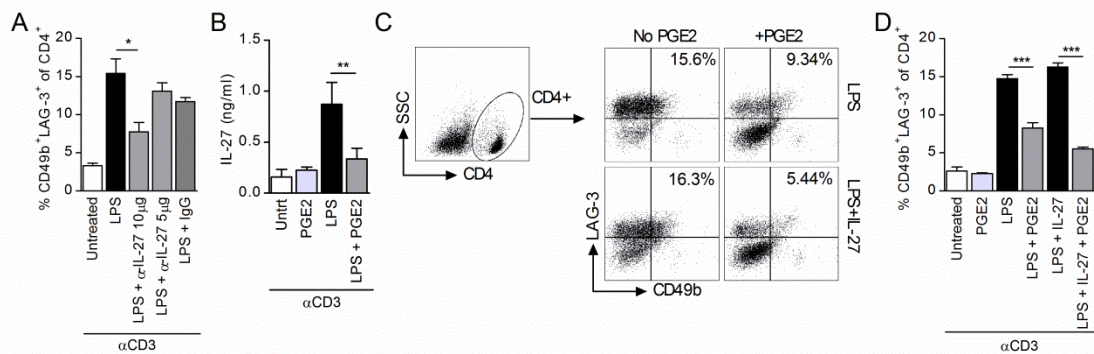 A
% CD49b⁺LAG-3⁺ of CD4⁺
20
15
10
5
0
*
Untreated
LPS
LPS + α-IL-27 10µg
LPS + α-IL-27 5µg
LPS + IgG
αCD3
B
IL-27 (ng/ml)
1.5
1.0
0.5
0.0
**
Untrt
PGE2
LPS
LPS + PGE2
αCD3
C
SSC
CD4
CD4+
No PGE2
+PGE2
15.6%
9.34%
LPS
16.3%
5.44%
LPS+IL-27
LAG-3
CD49b
D
% CD49b⁺LAG-3⁺ of CD4⁺
20
15
10
5
0
***
***
Untreated
PGE2
LPS
LPS + PGE2
LPS + IL-27
LPS + IL-27 + PGE2
αCD3